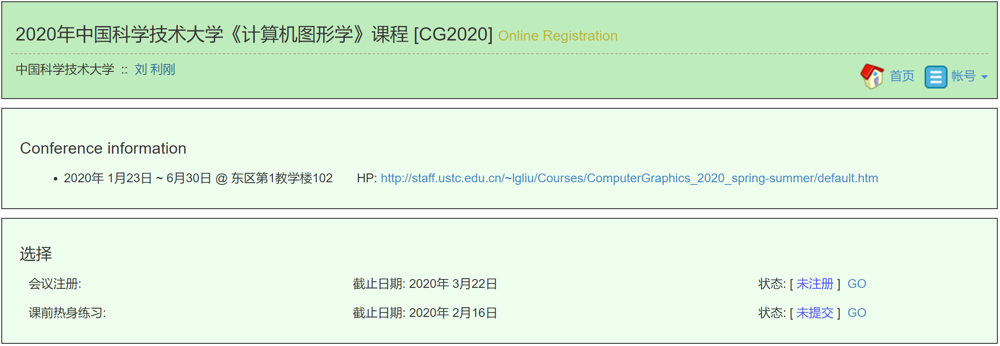 2020年中国科学技术大学《计算机图形学》课程 [CG2020] Online Registration
中国科学技术大学 :: 刘 利刚
首页 帐号
Conference information
• 2020年 1月23日 ~ 6月30日 @ 东区第1教学楼102 HP: http://staff.ustc.edu.cn/~lgliu/Courses/ComputerGraphics_2020_spring-summer/default.htm
选择
会议注册: 截止日期: 2020年 3月22日 状态: [ 未注册 ] GO
课前热身练习: 截止日期: 2020年 2月16日 状态: [ 未提交 ] GO